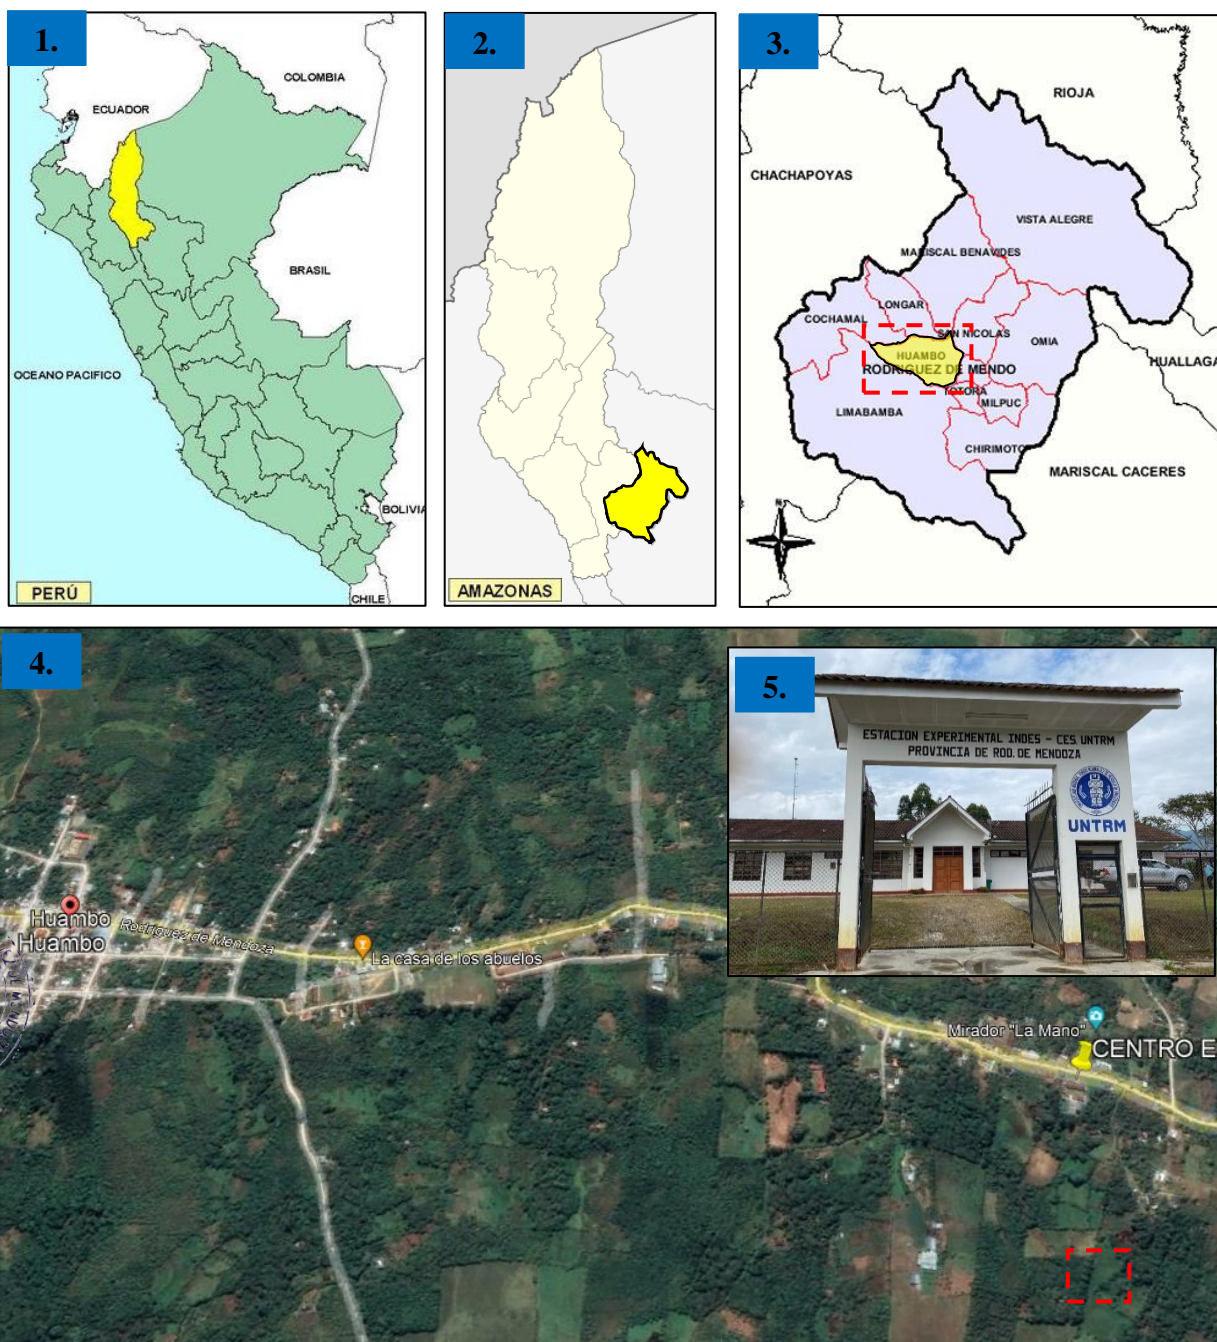 1.
COLOMBIA
ECUADOR
BRASIL
OCEANO PACIFICO
BOLIVIA
PERÚ
CHILE
2.
AMAZONAS
3.
RIOJA
CHACHAPOYAS
VISTA ALEGRE
MARISCAL BENAVIDES
LONGAR
COCHAMAL
SAN NICOLAS
OMIA
HUAMBO
HUALLAGA
RODRIGUEZ DE MENDO
TOTORA
MILPUC
LIMABAMBA
CHIRIMOTO
MARISCAL CACERES
N
4.
Huambo
Huambo
Rodriguez de Mendoza
La casa de los abuelos
Mirador "La Mano"
CENTRO E
5.
ESTACION EXPERIMENTAL INDES - CES. UNTRM
PROVINCIA DE ROD. DE MENDOZA
UNTRM